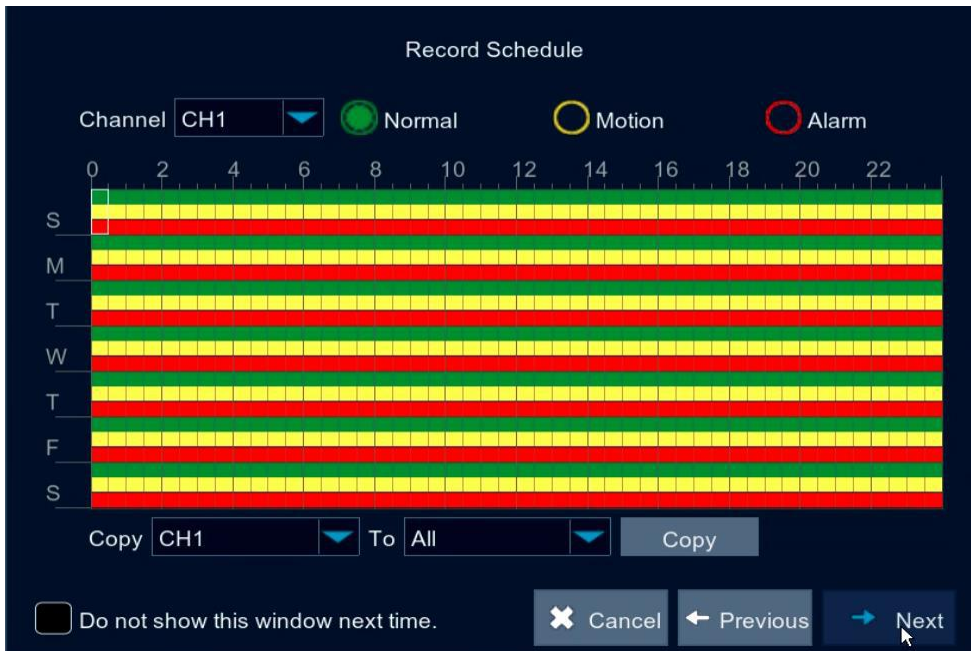 Record Schedule
Channel CH1 Normal Motion Alarm
0 2 4 6 8 10 12 14 16 18 20 22
S
M
T
W
T
F
S
Copy CH1 To All Copy
Do not show this window next time. Cancel Previous Next